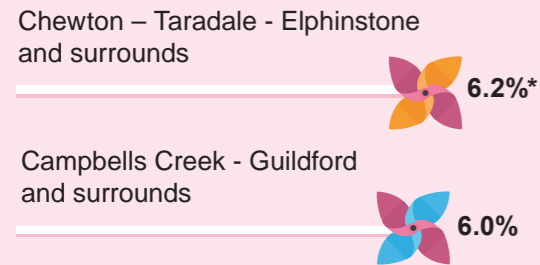 Chewton – Taradale - Elphinstone
and surrounds
6.2%*
Campbells Creek - Guildford
and surrounds
6.0%